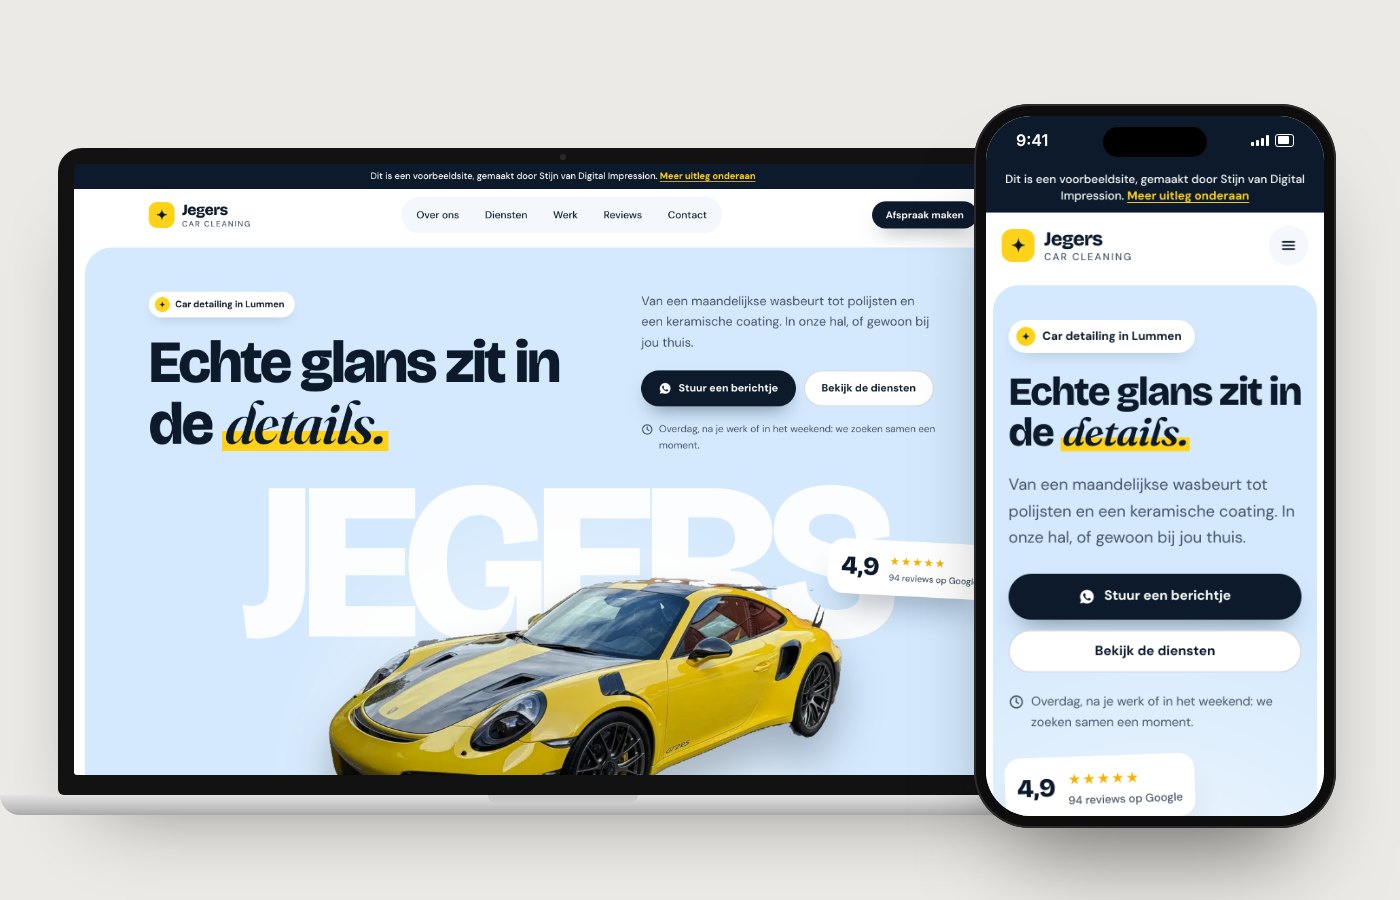 Dit is een voorbeeldsite, gemaakt door Stijn van Digital Impression. Meer uitleg onderaan
Jegers
CAR CLEANING
Over ons
Diensten
Werk
Reviews
Contact
Afspraak maken
Car detailing in Lummen
Echte glans zit in
de details.
Van een maandelijkse wasbeurt tot polijsten en
een keramische coating. In onze hal, of gewoon bij
jou thuis.
Stuur een berichtje
Bekijk de diensten
Overdag, na je werk of in het weekend: we zoeken samen een
moment.
JEGERS
4,9
★★★★★
94 reviews op Google
GT2RS
9:41
Dit is een voorbeeldsite, gemaakt door Stijn van Digital
Impression. Meer uitleg onderaan
Jegers
CAR CLEANING
Car detailing in Lummen
Echte glans zit in
de details.
Van een maandelijkse wasbeurt tot
polijsten en een keramische coating. In
onze hal, of gewoon bij jou thuis.
Stuur een berichtje
Bekijk de diensten
Overdag, na je werk of in het weekend: we
zoeken samen een moment.
4,9
★★★★★
94 reviews op Google